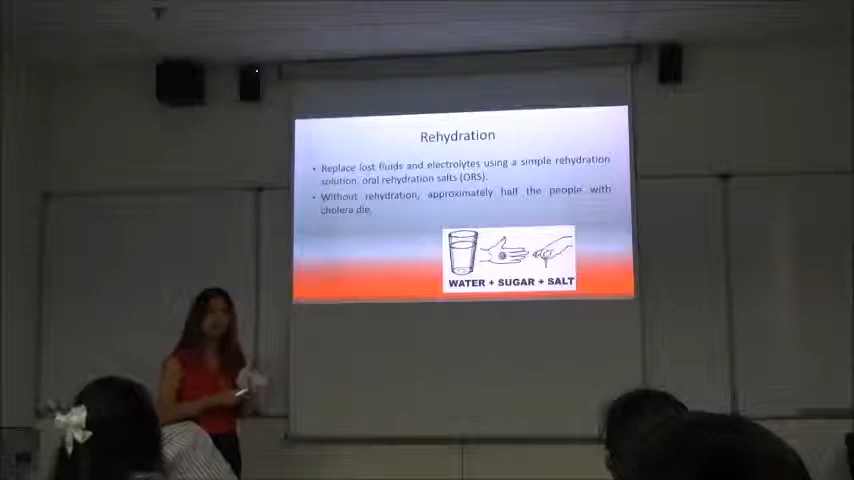 Rehydration
• Replace lost fluids and electrolytes using a simple rehydration
solution, oral rehydration salts (ORS).
• Without rehydration, approximately half the people with
cholera die.
WATER + SUGAR + SALT